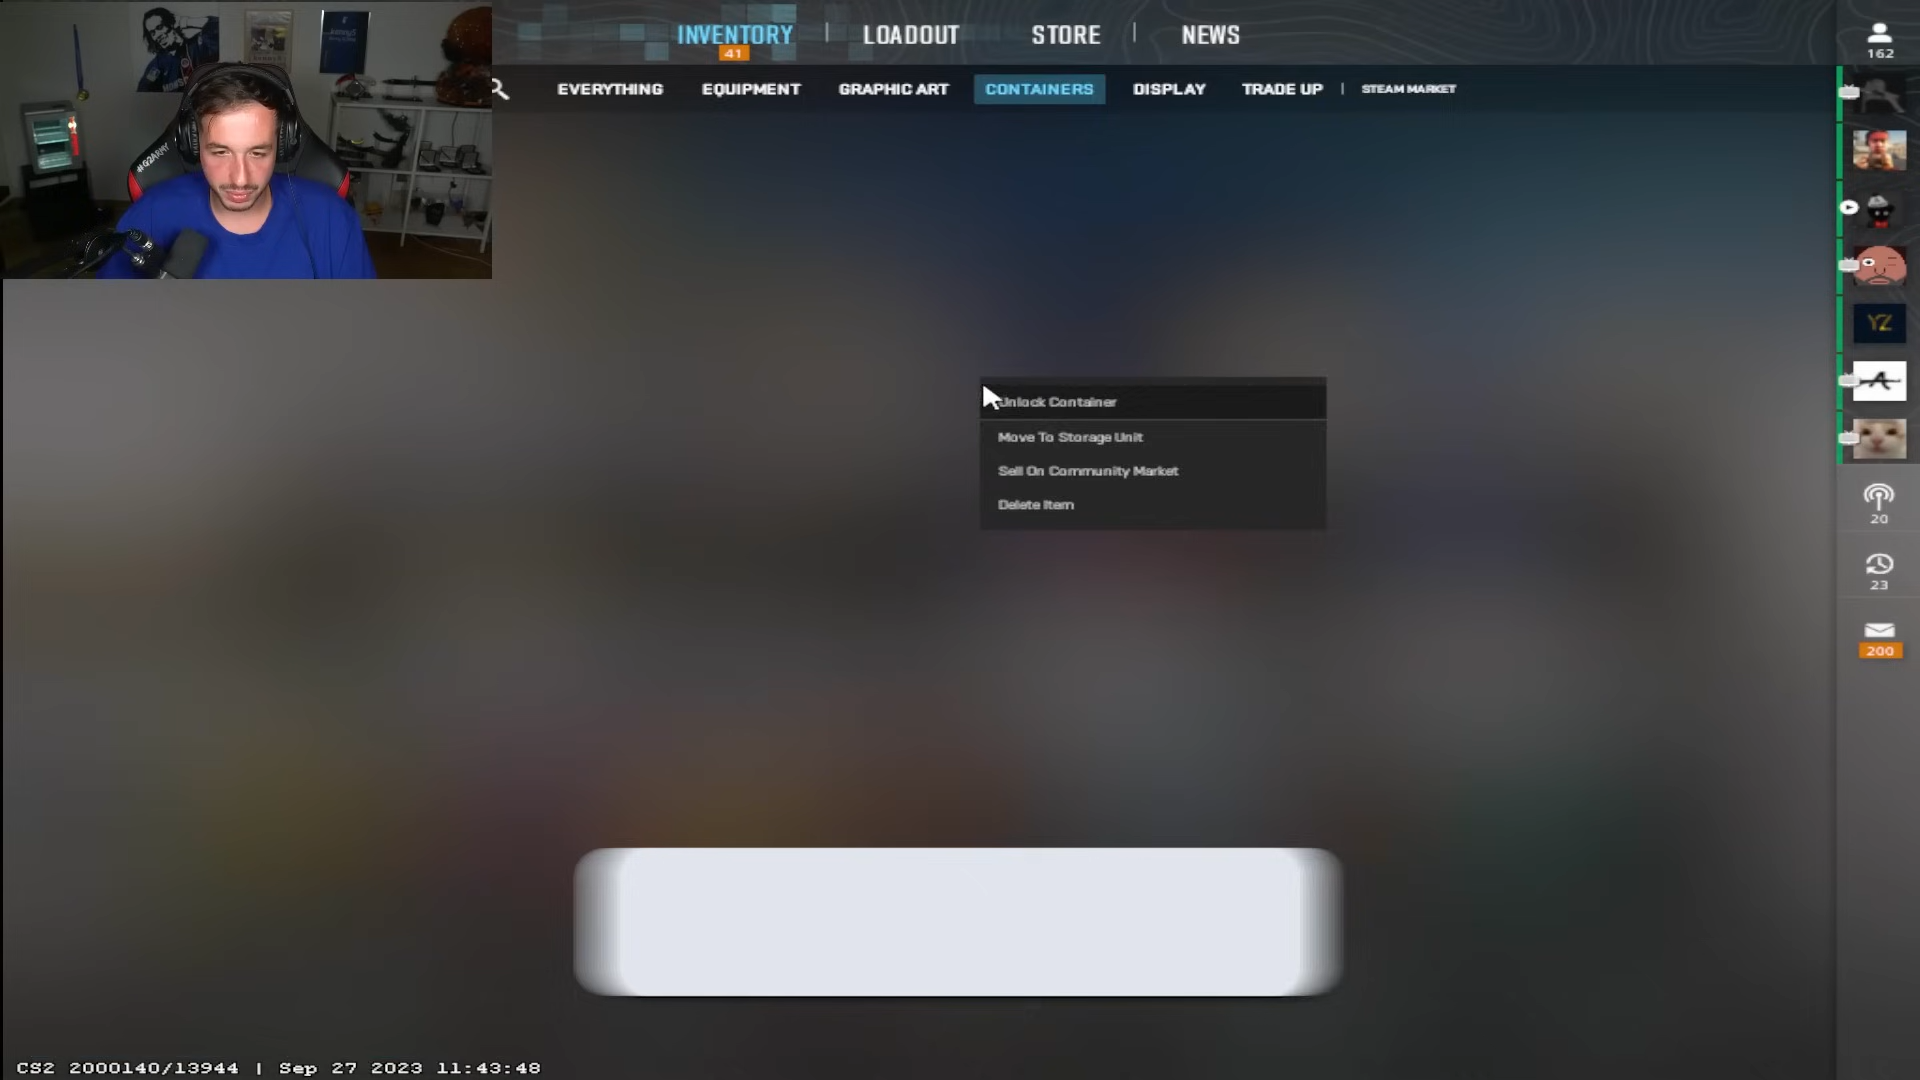 INVENTORY
41
LOADOUT
STORE
NEWS
162
EVERYTHING
EQUIPMENT
GRAPHIC ART
CONTAINERS
DISPLAY
TRADE UP
STEAM MARKET
#G2ARMY
YZ
Unlock Container
Move To Storage Unit
Sell On Community Market
Delete Item
20
23
200
CS2 2000140/13944 | Sep 27 2023 11:43:48